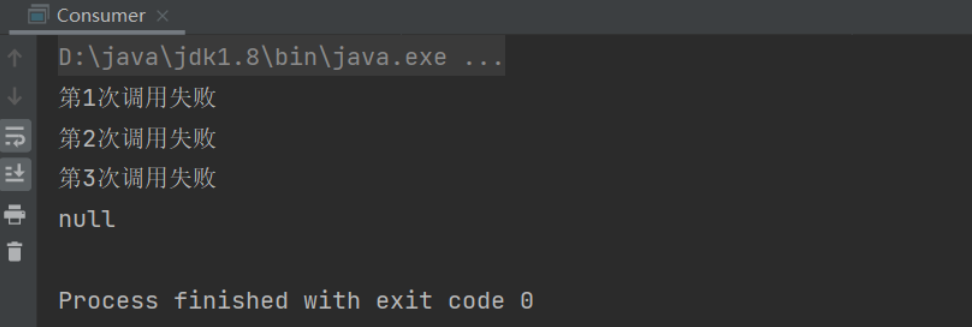 Consumer
D:\java\jdk1.8\bin\java.exe ...
第1次调用失败
第2次调用失败
第3次调用失败
null
Process finished with exit code 0